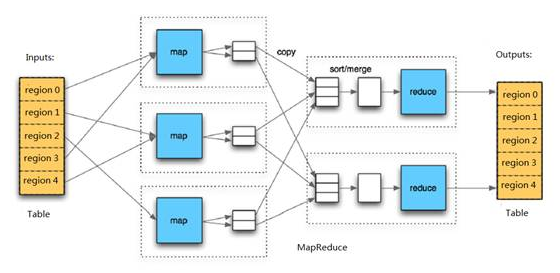 Inputs:
region 0
region 1
region 2
region 3
region 4
Table
map
map
map
copy
sort/merge
reduce
reduce
MapReduce
Outputs:
region 0
region 1
region 2
region 3
region 4
Table